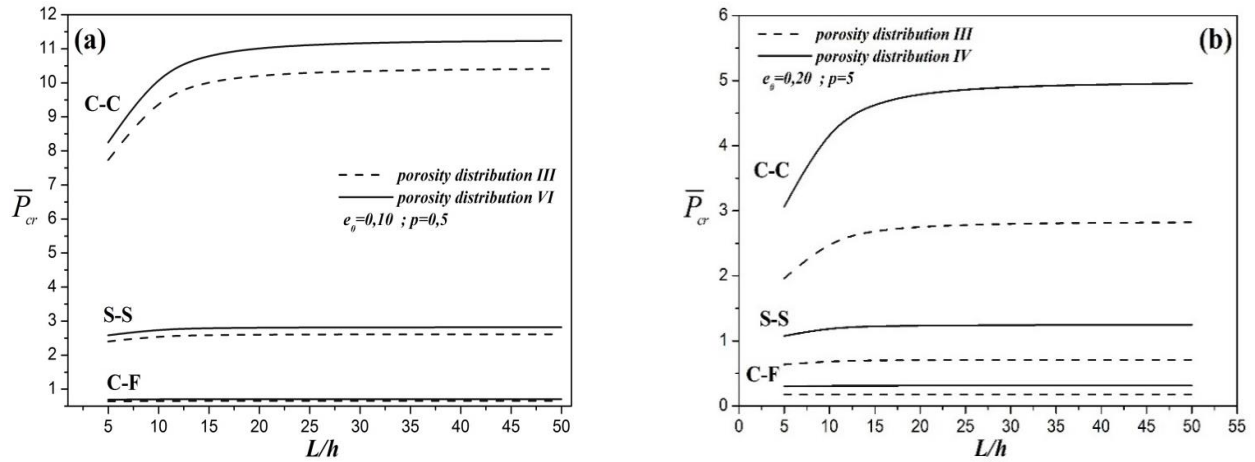 (a)
12
11
10
9
8
7
6
5
4
3
2
1
P̅cr
C-C
S-S
C-F
porosity distribution III
porosity distribution VI
e₀=0,10 ; p=0,5
5 10 15 20 25 30 35 40 45 50
L/h
(b)
6
5
4
3
2
1
0
P̅cr
porosity distribution III
porosity distribution IV
e₀=0,20 ; p=5
C-C
S-S
C-F
0 5 10 15 20 25 30 35 40 45 50 55
L/h